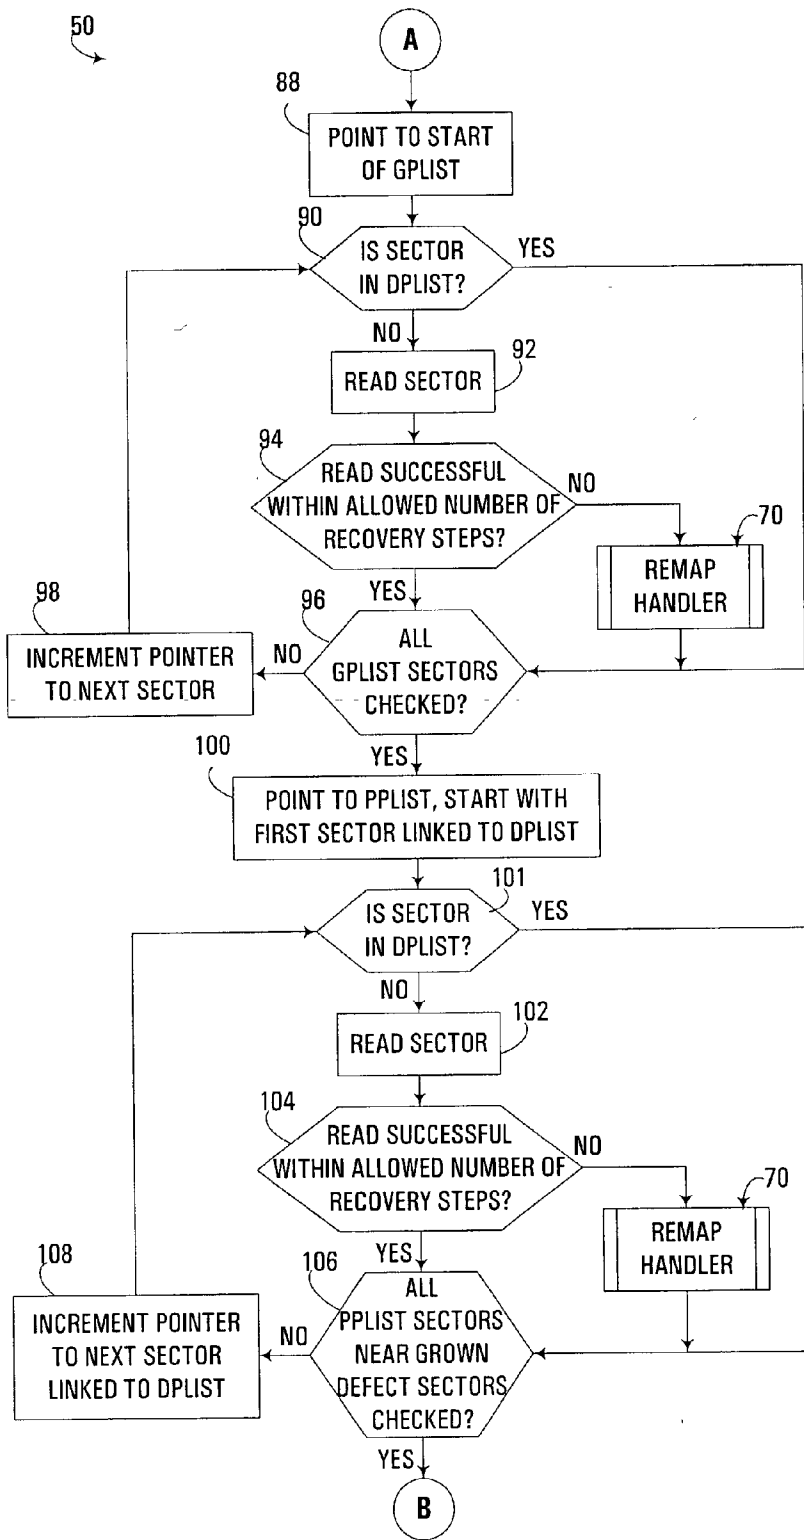 50
A
88
POINT TO START
OF GPLIST
90
IS SECTOR
IN DPLIST?
YES
NO
READ SECTOR
92
94
READ SUCCESSFUL
WITHIN ALLOWED NUMBER OF
RECOVERY STEPS?
NO
70
REMAP
HANDLER
YES
98
INCREMENT POINTER
TO NEXT SECTOR
NO
96
ALL
GPLIST SECTORS
CHECKED?
YES
100
POINT TO PPLIST, START WITH
FIRST SECTOR LINKED TO DPLIST
101
IS SECTOR
IN DPLIST?
YES
NO
READ SECTOR
102
104
READ SUCCESSFUL
WITHIN ALLOWED NUMBER OF
RECOVERY STEPS?
NO
70
REMAP
HANDLER
YES
108
INCREMENT POINTER
TO NEXT SECTOR
LINKED TO DPLIST
NO
106
ALL
PPLIST SECTORS
NEAR GROWN
DEFECT SECTORS
CHECKED?
YES
B